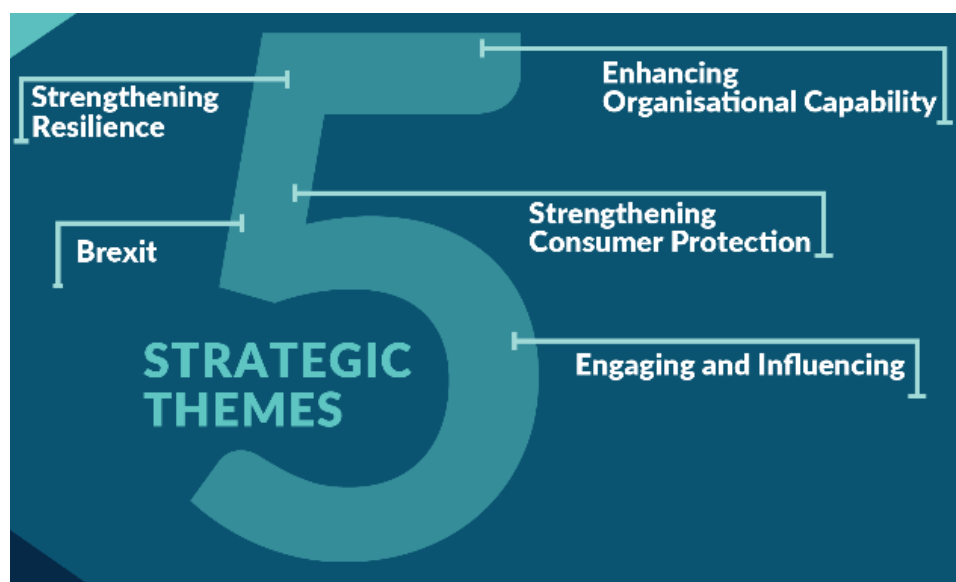 5
Strengthening
Resilience
Enhancing
Organisational Capability
Brexit
Strengthening
Consumer Protection
STRATEGIC
THEMES
Engaging and Influencing